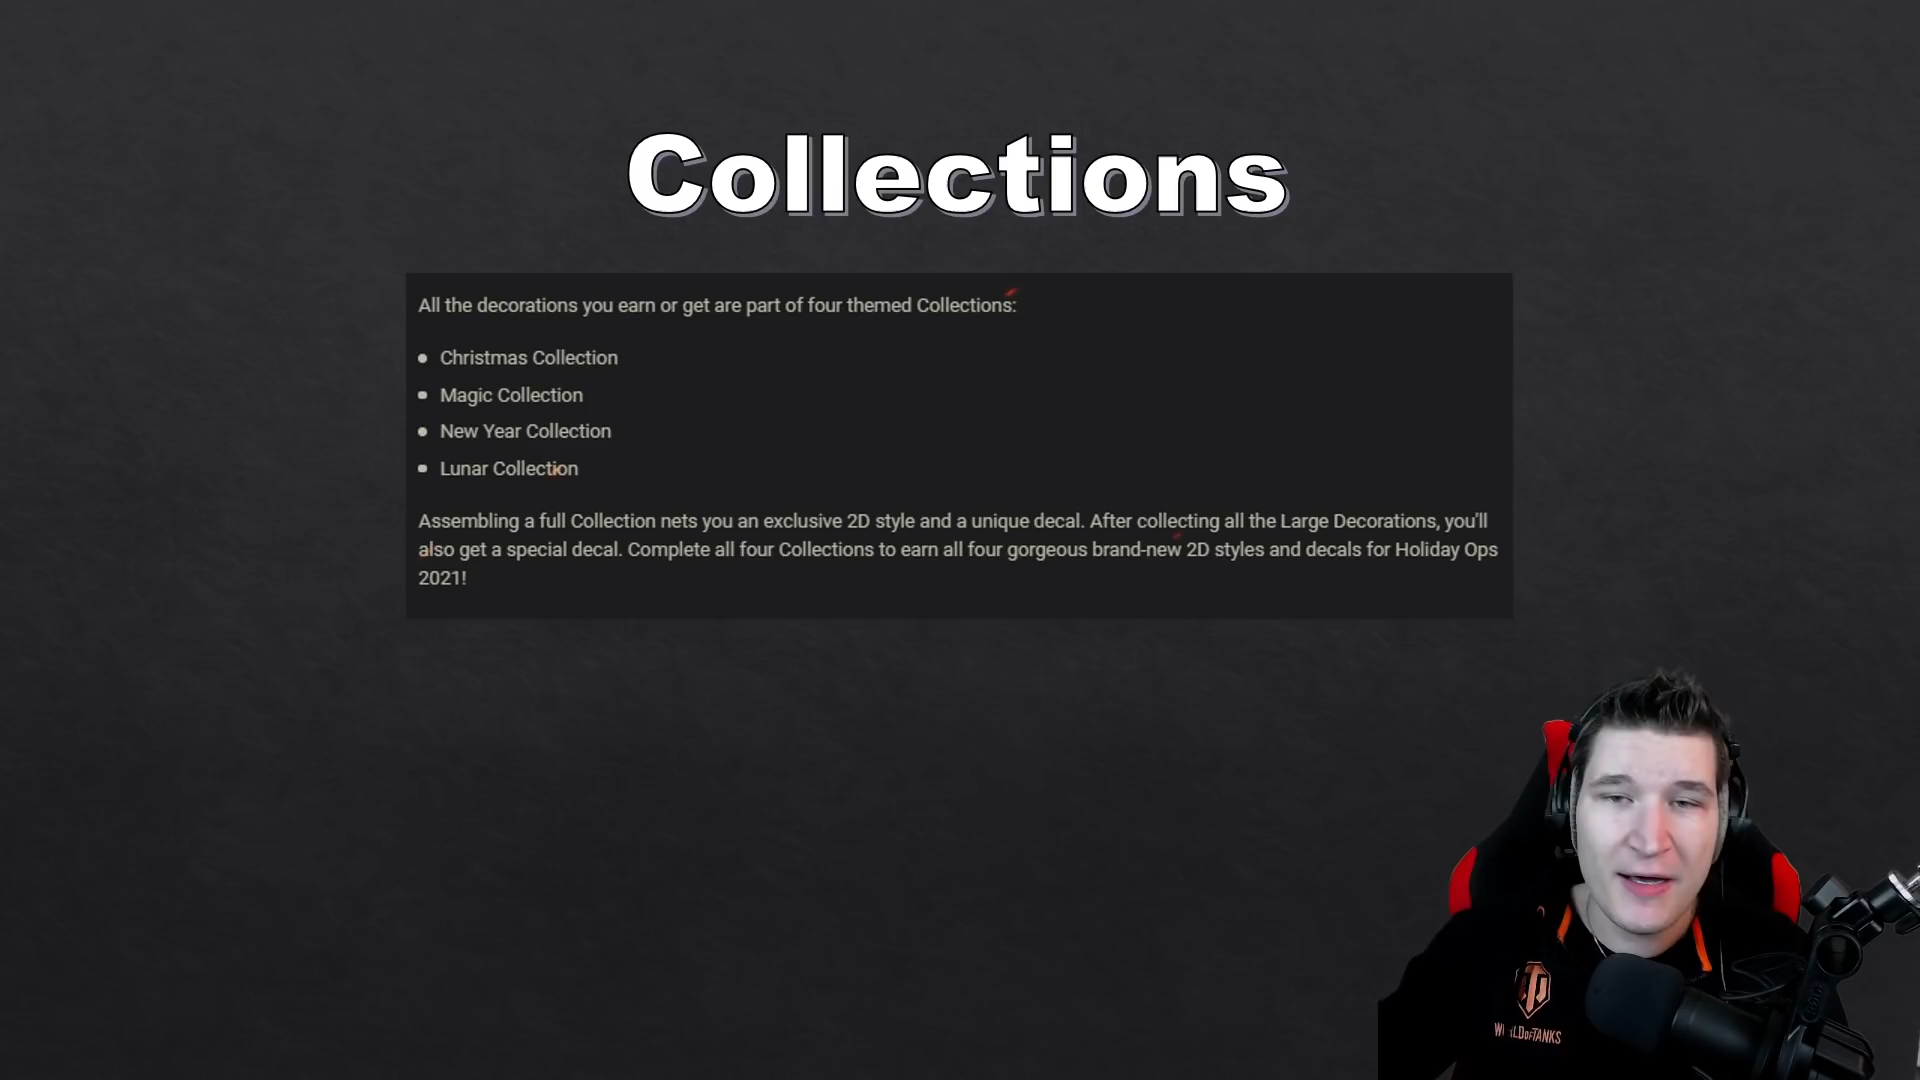 Collections
All the decorations you earn or get are part of four themed Collections:
Christmas Collection
Magic Collection
New Year Collection
Lunar Collection
Assembling a full Collection nets you an exclusive 2D style and a unique decal. After collecting all the Large Decorations, you'll
also get a special decal. Complete all four Collections to earn all four gorgeous brand-new 2D styles and decals for Holiday Ops
2021!
WORLD OF TANKS